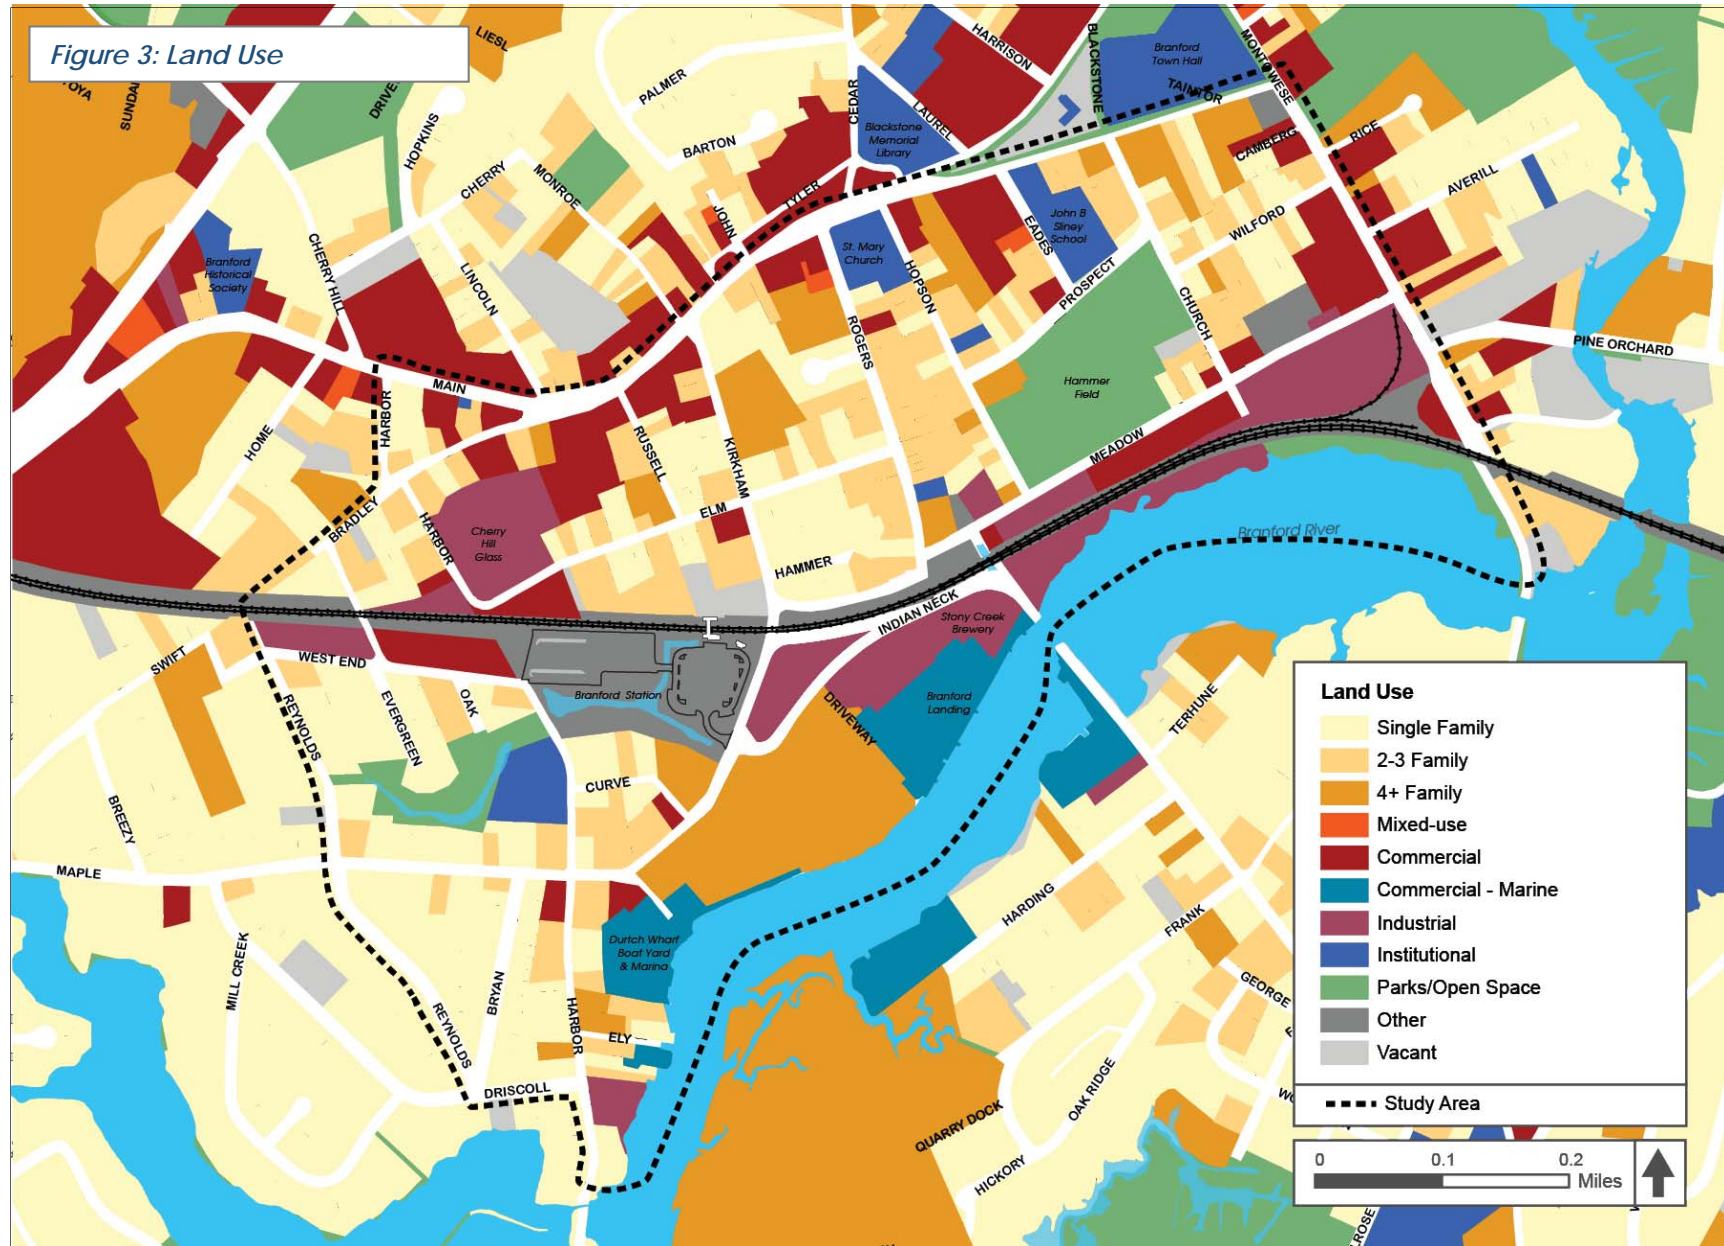 Figure 3: Land Use
LIESL
SUNDA
DRIVE
HOPKINS
PALMER
BARTON
CEDAR
LAUREL
HARRISON
BLACKSTONE
Branford
Town Hall
TAINTOR
MONTOWESE
Blackstone
Memorial
Library
CHERRY
MONROE
JOHN
TYLER
CAMBERG
RICE
AVERILL
WILFORD
EADES
John B
Sliney
School
St. Mary
Church
HOPSON
PROSPECT
CHURCH
Branford
Historical
Society
CHERRY HILL
LINCOLN
ROGERS
PINE ORCHARD
MAIN
HARBOR
HOME
RUSSELL
KIRKHAM
Hammer
Field
MEADOW
BRADLEY
HARBOR
Cherry
Hill
Glass
ELM
HAMMER
INDIAN NECK
Branford River
Stony Creek
Brewery
SWIFT
WEST END
REYNOLDS
EVERGREEN
OAK
Branford Station
DRIVEWAY
Branford
Landing
TERHUNE
CURVE
BREEZY
MAPLE
HARDING
FRANK
MILL CREEK
REYNOLDS
BRYAN
HARBOR
Durtch Wharf
Boat Yard
& Marina
GEORGE
ELY
DRISCOLL
OAK RIDGE
QUARRY DOCK
HICKORY
Land Use
Single Family
2-3 Family
4+ Family
Mixed-use
Commercial
Commercial - Marine
Industrial
Institutional
Parks/Open Space
Other
Vacant
Study Area
0 0.1 0.2
Miles